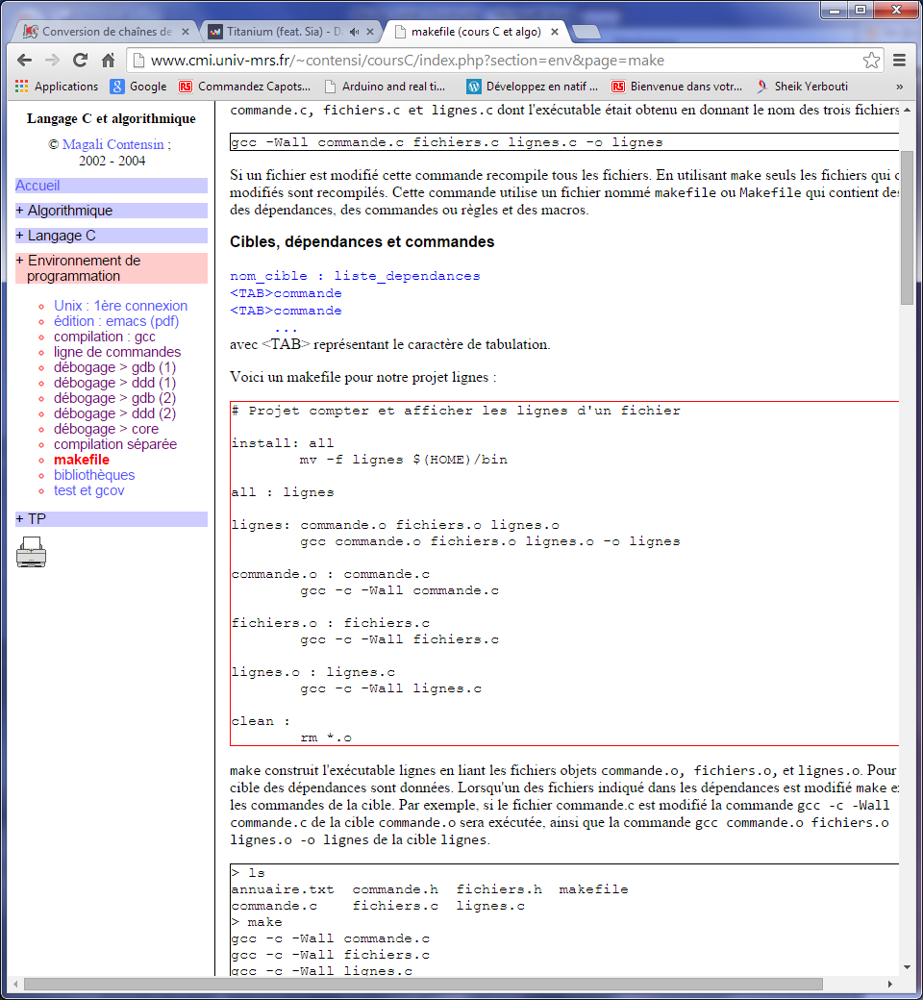 Conversion de chaînes de
Titanium (feat. Sia) - D
makefile (cours C et algo)
www.cmi.univ-mrs.fr/~contensi/coursC/index.php?section=env&page=make
Applications
Google
Commandez Capots...
Arduino and real ti...
Développez en natif ...
Bienvenue dans votr...
Sheik Yerbouti
»
Langage C et algorithmique
© Magali Contensin ;
2002 - 2004
Accueil
+ Algorithmique
+ Langage C
+ Environnement de
programmation
Unix : 1ère connexion
édition : emacs (pdf)
compilation : gcc
ligne de commandes
débogage > gdb (1)
débogage > ddd (1)
débogage > gdb (2)
débogage > ddd (2)
débogage > core
compilation séparée
makefile
bibliothèques
test et gcov
+ TP
commande.c, fichiers.c et lignes.c dont l'exécutable était obtenu en donnant le nom des trois fichiers
gcc -Wall commande.c fichiers.c lignes.c -o lignes
Si un fichier est modifié cette commande recompile tous les fichiers. En utilisant make seuls les fichiers qui
modifiés sont recompilés. Cette commande utilise un fichier nommé makefile ou Makefile qui contient
des dépendances, des commandes ou règles et des macros.
Cibles, dépendances et commandes
nom_cible : liste_dependances
<TAB>commande
<TAB>commande
...
avec <TAB> représentant le caractère de tabulation.
Voici un makefile pour notre projet lignes :
# Projet compter et afficher les lignes d'un fichier
install: all
mv -f lignes $(HOME)/bin
all : lignes
lignes: commande.o fichiers.o lignes.o
gcc commande.o fichiers.o lignes.o -o lignes
commande.o : commande.c
gcc -c -Wall commande.c
fichiers.o : fichiers.c
gcc -c -Wall fichiers.c
lignes.o : lignes.c
gcc -c -Wall lignes.c
clean :
rm *.o
make construit l'exécutable lignes en liant les fichiers objets commande.o, fichiers.o, et lignes.o. Pour
cible des dépendances sont données. Lorsqu'un des fichiers indiqué dans les dépendances est modifié make
les commandes de la cible. Par exemple, si le fichier commande.c est modifié la commande gcc -c -Wall
commande.c de la cible commande.o sera exécutée, ainsi que la commande gcc commande.o fichiers.o
lignes.o -o lignes de la cible lignes.
> ls
annuaire.txt commande.h fichiers.h makefile
commande.c fichiers.c lignes.c
> make
gcc -c -Wall commande.c
gcc -c -Wall fichiers.c
gcc -c -Wall lignes.c